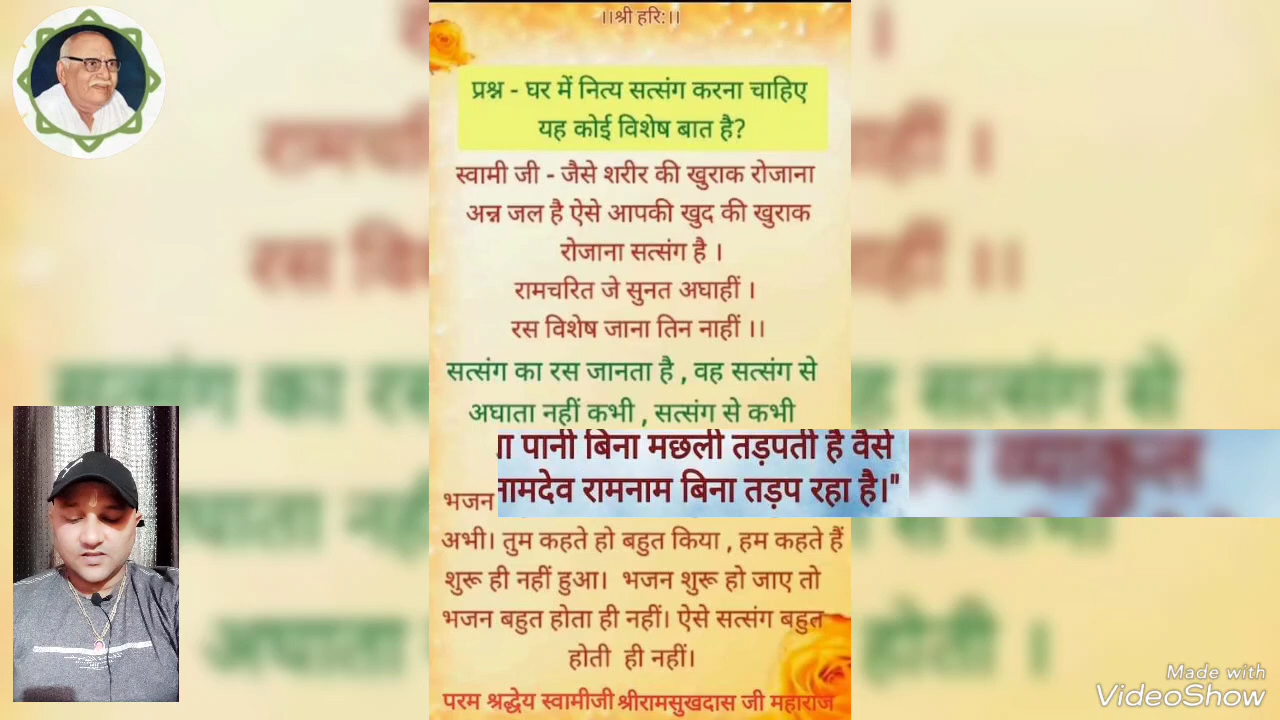 ।।श्री हरि:।।
प्रश्न - घर में नित्य सत्संग करना चाहिए
यह कोई विशेष बात है?
स्वामी जी - जैसे शरीर की खुराक रोजाना
अन्न जल है ऐसे आपकी खुद की खुराक
रोजाना सत्संग है ।
रामचरित जे सुनत अघाहीं ।
रस विशेष जाना तिन नाहीं ।।
सत्संग का रस जानता है , वह सत्संग से
अघाता नहीं कभी , सत्संग से कभी
पानी बिना मछली तड़पती है वैसे
नामदेव रामनाम बिना तड़प रहा है।"
भजन
अभी। तुम कहते हो बहुत किया , हम कहते हैं
शुरू ही नहीं हुआ। भजन शुरू हो जाए तो
भजन बहुत होता ही नहीं। ऐसे सत्संग बहुत
होती ही नहीं।
परम श्रद्धेय स्वामीजी श्रीरामसुखदास जी महाराज
Made with
VideoShow